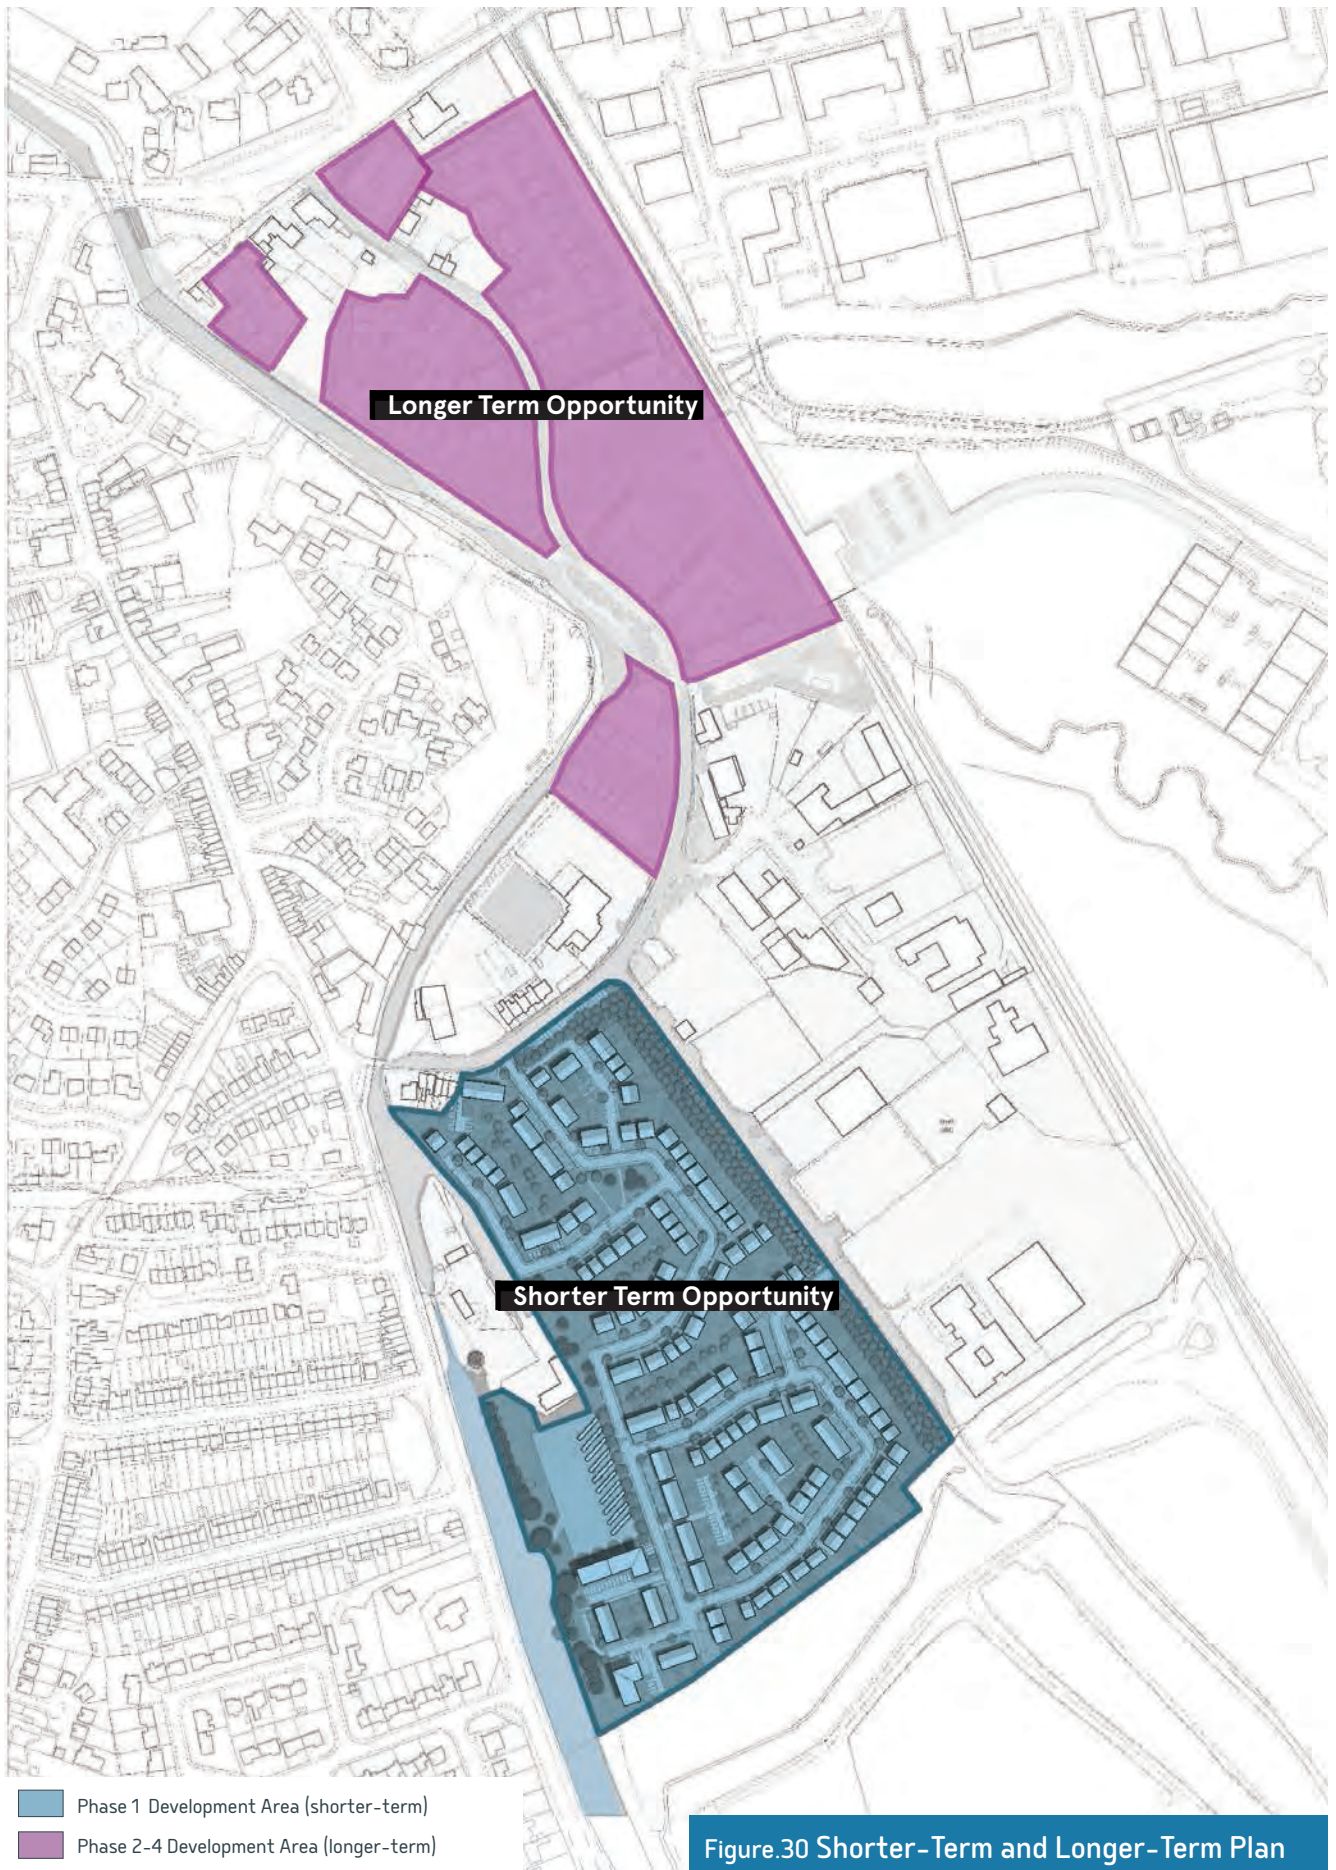 Longer Term Opportunity
Shorter Term Opportunity
Phase 1 Development Area (shorter-term)
Phase 2-4 Development Area (longer-term)
Figure.30 Shorter-Term and Longer-Term Plan